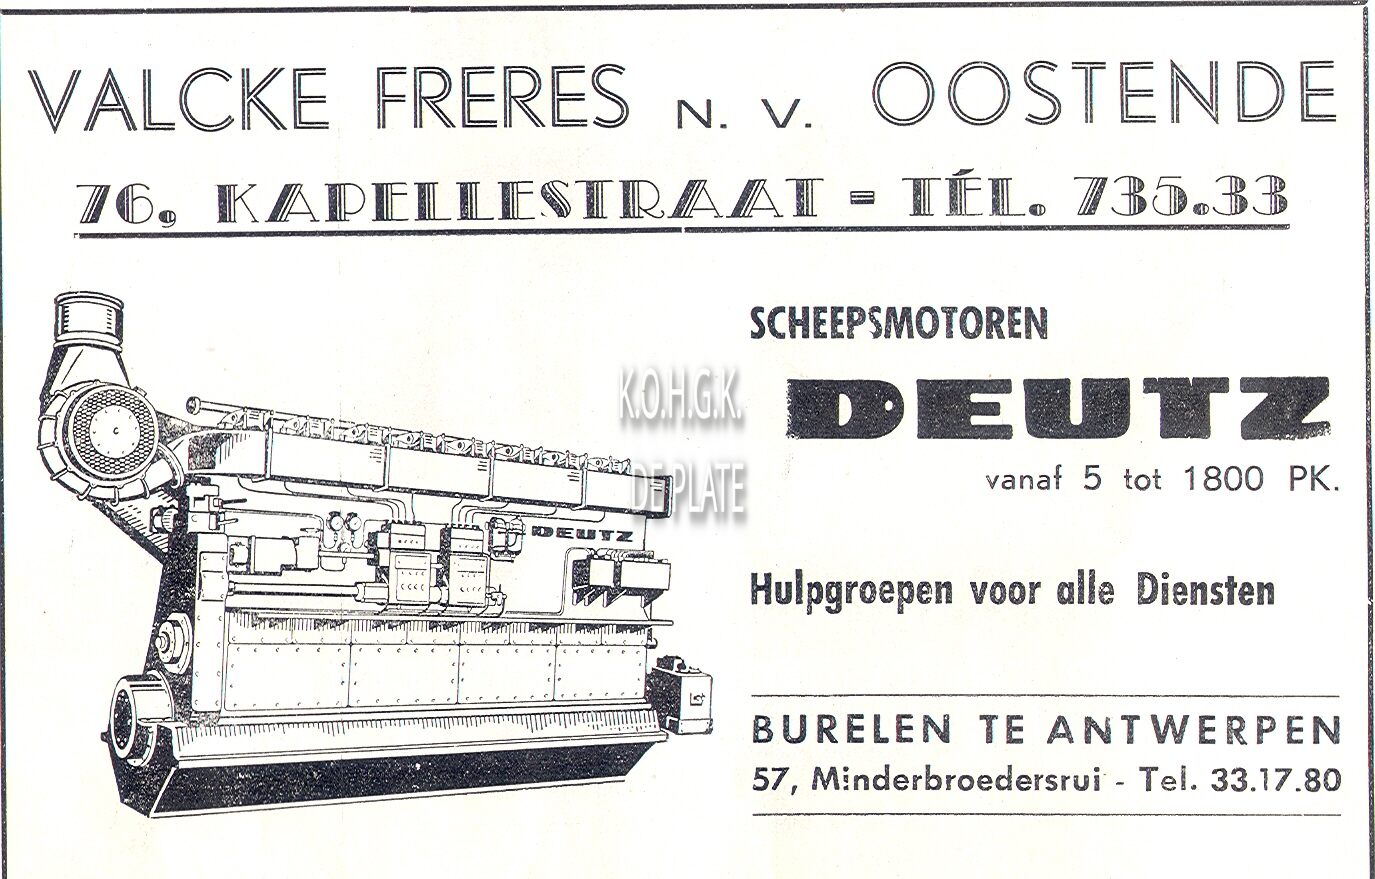 VALCKE FRERES N. V. OOSTENDE
76, KAPELLESTRAAT = TÉL. 735.33
SCHEEPSMOTOREN
DEUTZ
vanaf 5 tot 1800 PK.
K.O.H.G.K.
DE PLATE
DEUTZ
Hulpgroepen voor alle Diensten
BURELEN TE ANTWERPEN
57, Minderbroedersrui - Tel. 33.17.80